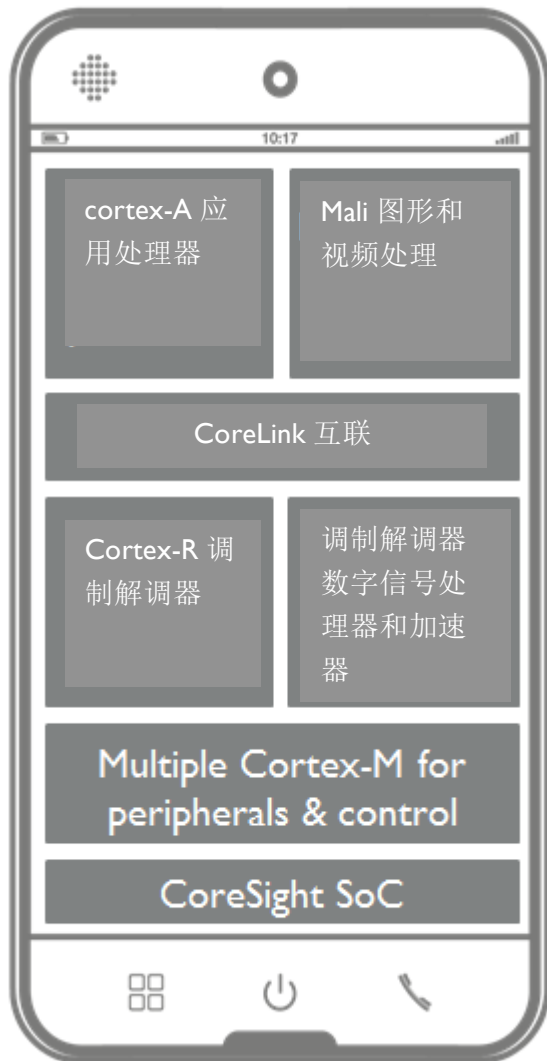 10:17
cortex-A 应
用处理器
Mali 图形和
视频处理
CoreLink 互联
Cortex-R 调
制解调器
调制解调器
数字信号处
理器和加速
器
Multiple Cortex-M for
peripherals & control
CoreSight SoC